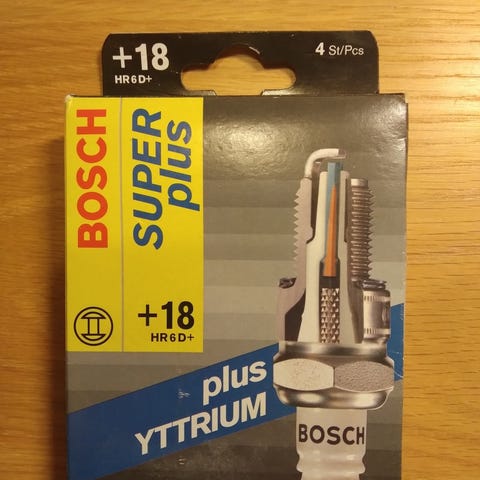 +18
HR6D+
4 St/Pcs
BOSCH
SUPER
plus
+18
HR6D+
plus
YTTRIUM
BOSCH